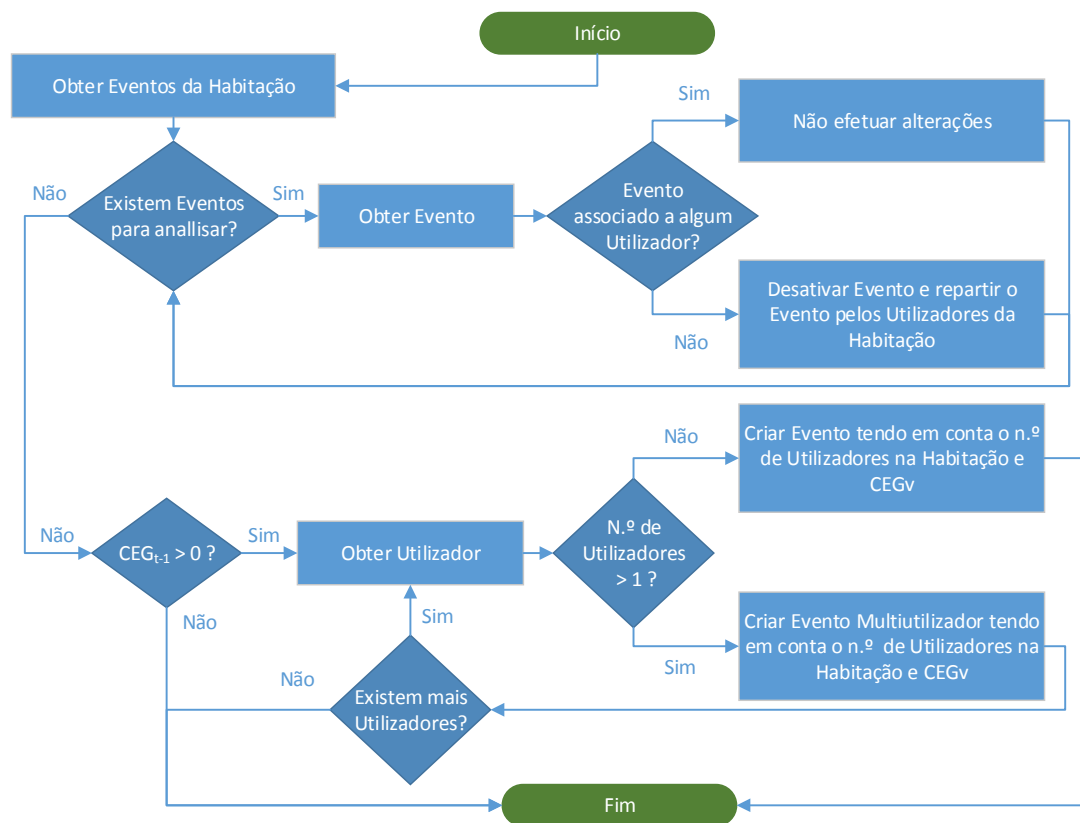 Início
Obter Eventos da Habitação
Sim
Não efetuar alterações
Não
Existem Eventos
para anallisar?
Sim
Obter Evento
Evento
associado a algum
Utilizador?
Desativar Evento e repartir o
Evento pelos Utilizadores da
Habitação
Não
Não
Criar Evento tendo em conta o n.º
de Utilizadores na Habitação e
CEGv
Não
CEGt-1 > 0 ?
Sim
Obter Utilizador
N.º de
Utilizadores
> 1 ?
Não
Sim
Criar Evento Multiutilizador tendo
em conta o n.º de Utilizadores na
Habitação e CEGv
Sim
Não
Existem mais
Utilizadores?
Fim